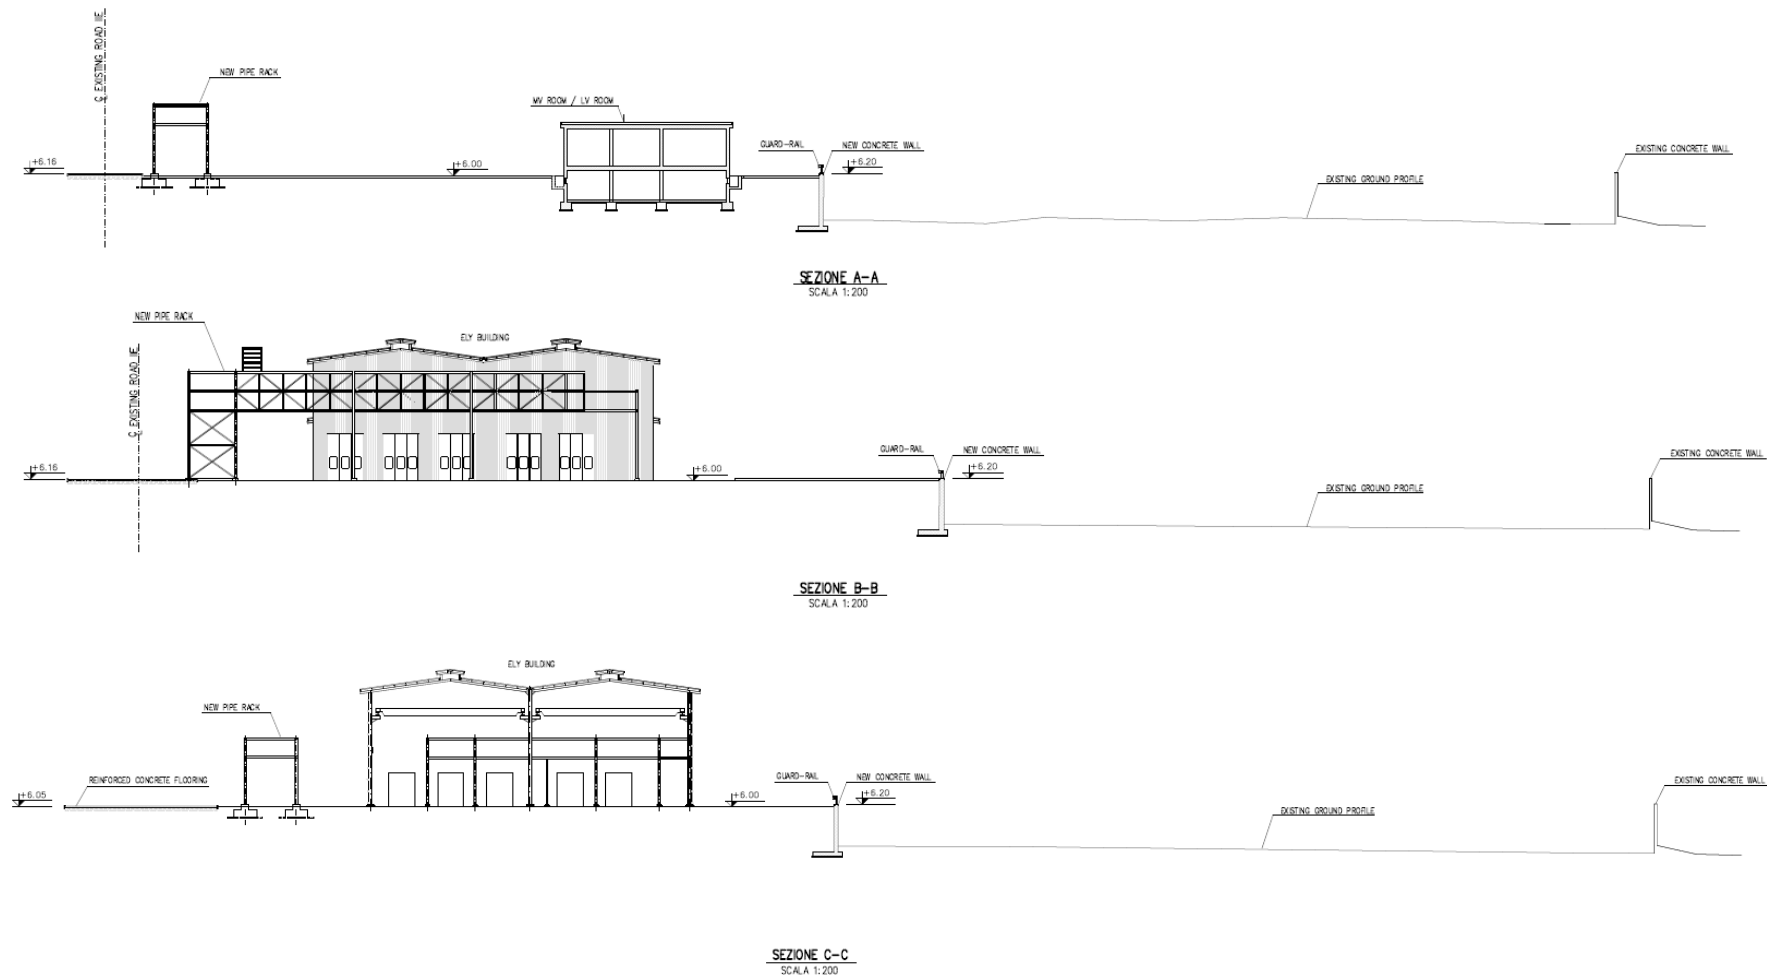 ₵ EXISTING ROAD IIE
NEW PIPE RACK
MV ROOM / LV ROOM
GUARD-RAIL
NEW CONCRETE WALL
EXISTING CONCRETE WALL
+6.16
+6.00
+6.20
EXISTING GROUND PROFILE
SEZIONE A-A
SCALA 1:200
NEW PIPE RACK
ELY BUILDING
₵ EXISTING ROAD IIE
GUARD-RAIL
NEW CONCRETE WALL
EXISTING CONCRETE WALL
+6.16
+6.00
+6.20
EXISTING GROUND PROFILE
SEZIONE B-B
SCALA 1:200
ELY BUILDING
NEW PIPE RACK
REINFORCED CONCRETE FLOORING
GUARD-RAIL
NEW CONCRETE WALL
EXISTING CONCRETE WALL
+6.05
+6.00
+6.20
EXISTING GROUND PROFILE
SEZIONE C-C
SCALA 1:200